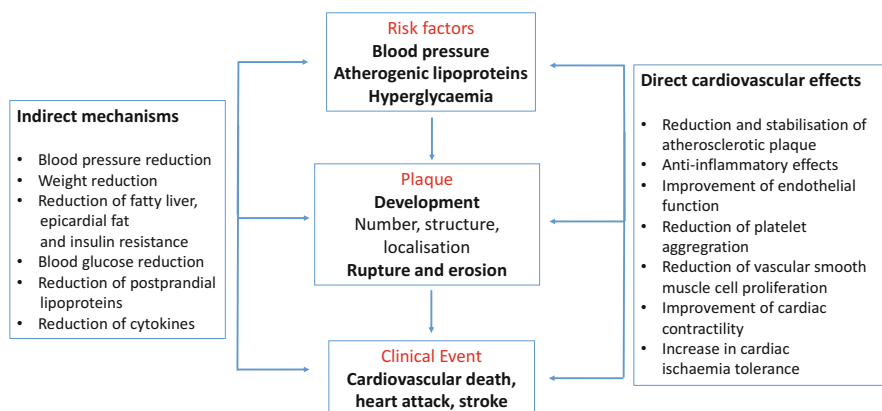 Risk factors
Blood pressure
Atherogenic lipoproteins
Hyperglycaemia
Indirect mechanisms
• Blood pressure reduction
• Weight reduction
• Reduction of fatty liver,
epicardial fat
and insulin resistance
• Blood glucose reduction
• Reduction of postprandial
lipoproteins
• Reduction of cytokines
Plaque
Development
Number, structure,
localisation
Rupture and erosion
Clinical Event
Cardiovascular death,
heart attack, stroke
Direct cardiovascular effects
• Reduction and stabilisation of
atherosclerotic plaque
• Anti-inflammatory effects
• Improvement of endothelial
function
• Reduction of platelet
aggregration
• Reduction of vascular smooth
muscle cell proliferation
• Improvement of cardiac
contractility
• Increase in cardiac
ischaemia tolerance